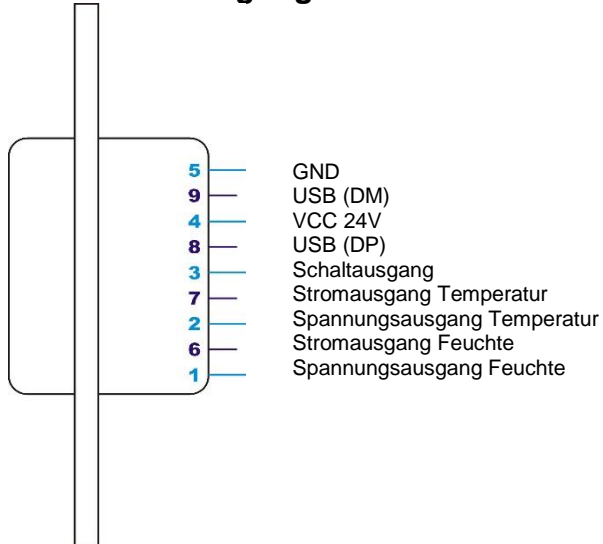 5 GND
9 USB (DM)
4 VCC 24V
8 USB (DP)
3 Schaltausgang
7 Stromausgang Temperatur
2 Spannungsausgang Temperatur
6 Stromausgang Feuchte
1 Spannungsausgang Feuchte